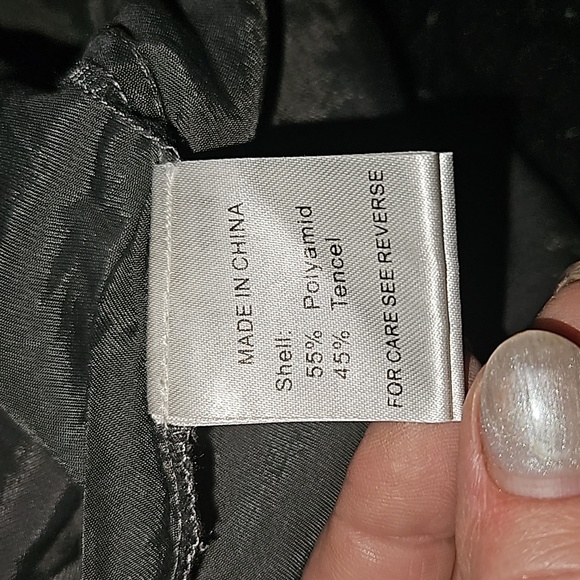 MADE IN CHINA
Shell:
55% Polyamid
45% Tencel
FOR CARE SEE REVERSE